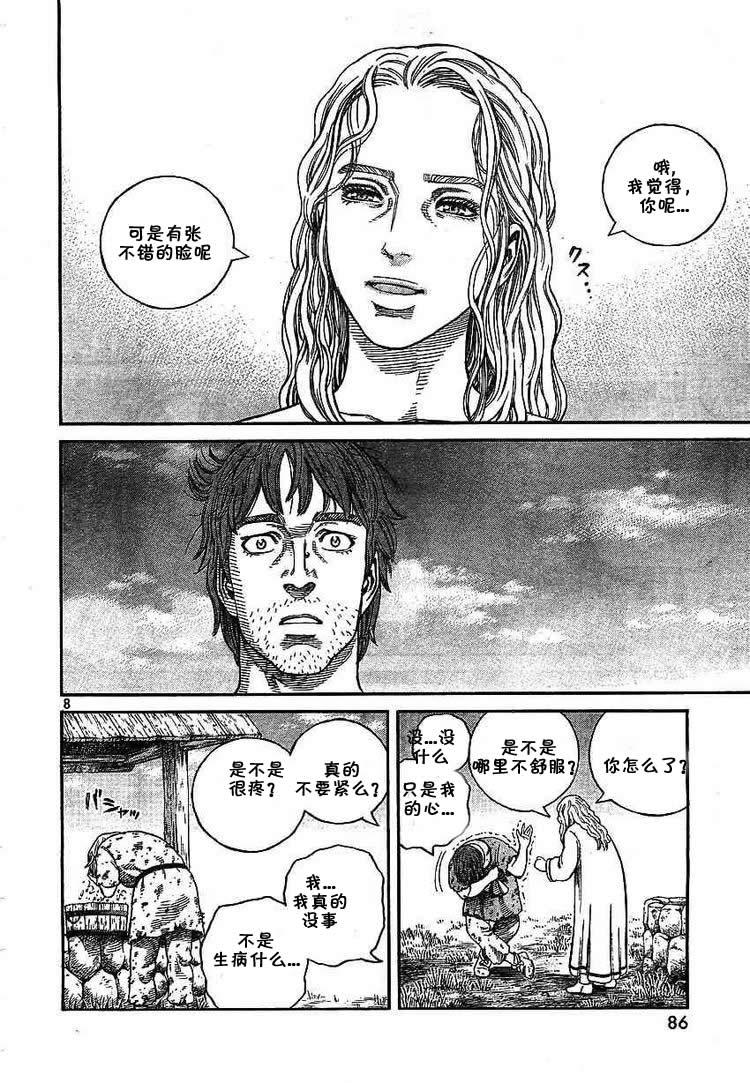 哦,
我觉得,
你呢…
クス…
可是有张
不错的脸呢
8
你怎么了?
是不是
哪里不舒服?
没…没
什么
只是我
的心…
真的
不要紧么?
是不是
很疼?
バシャッ
我…
我真的
没事
不是
生病什么…
86